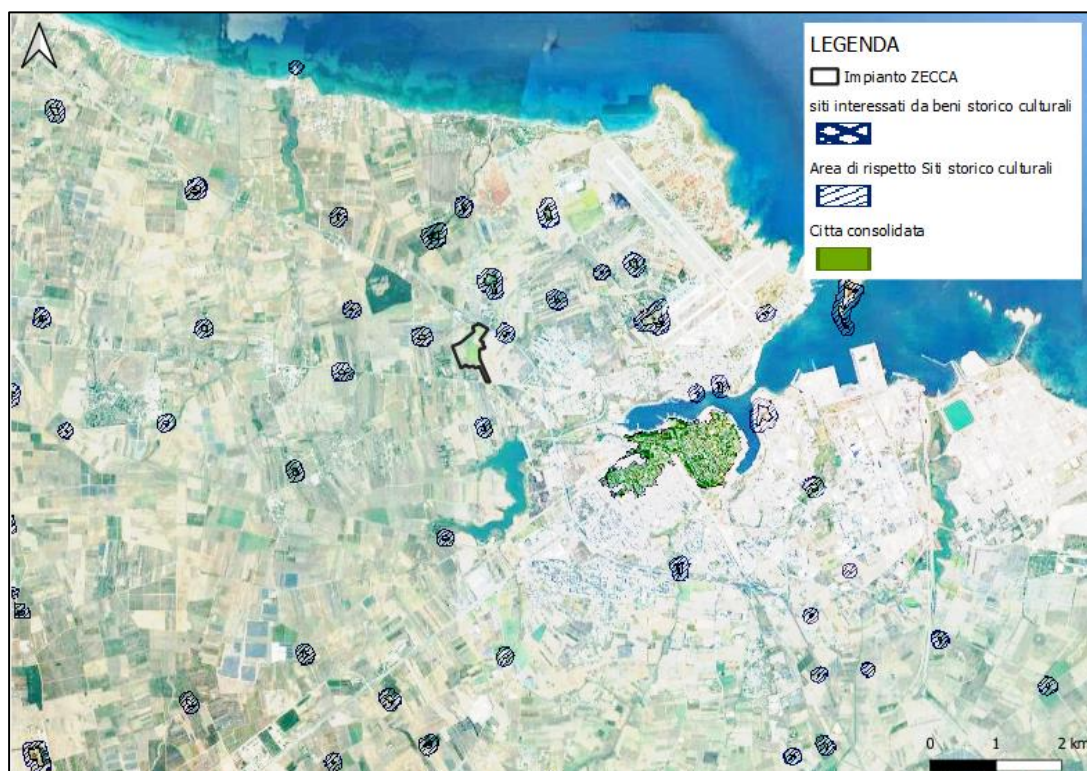 LEGENDA
Impianto ZECCA
siti interessati da beni storico culturali
Area di rispetto Siti storico culturali
Citta consolidata
0 1 2 km